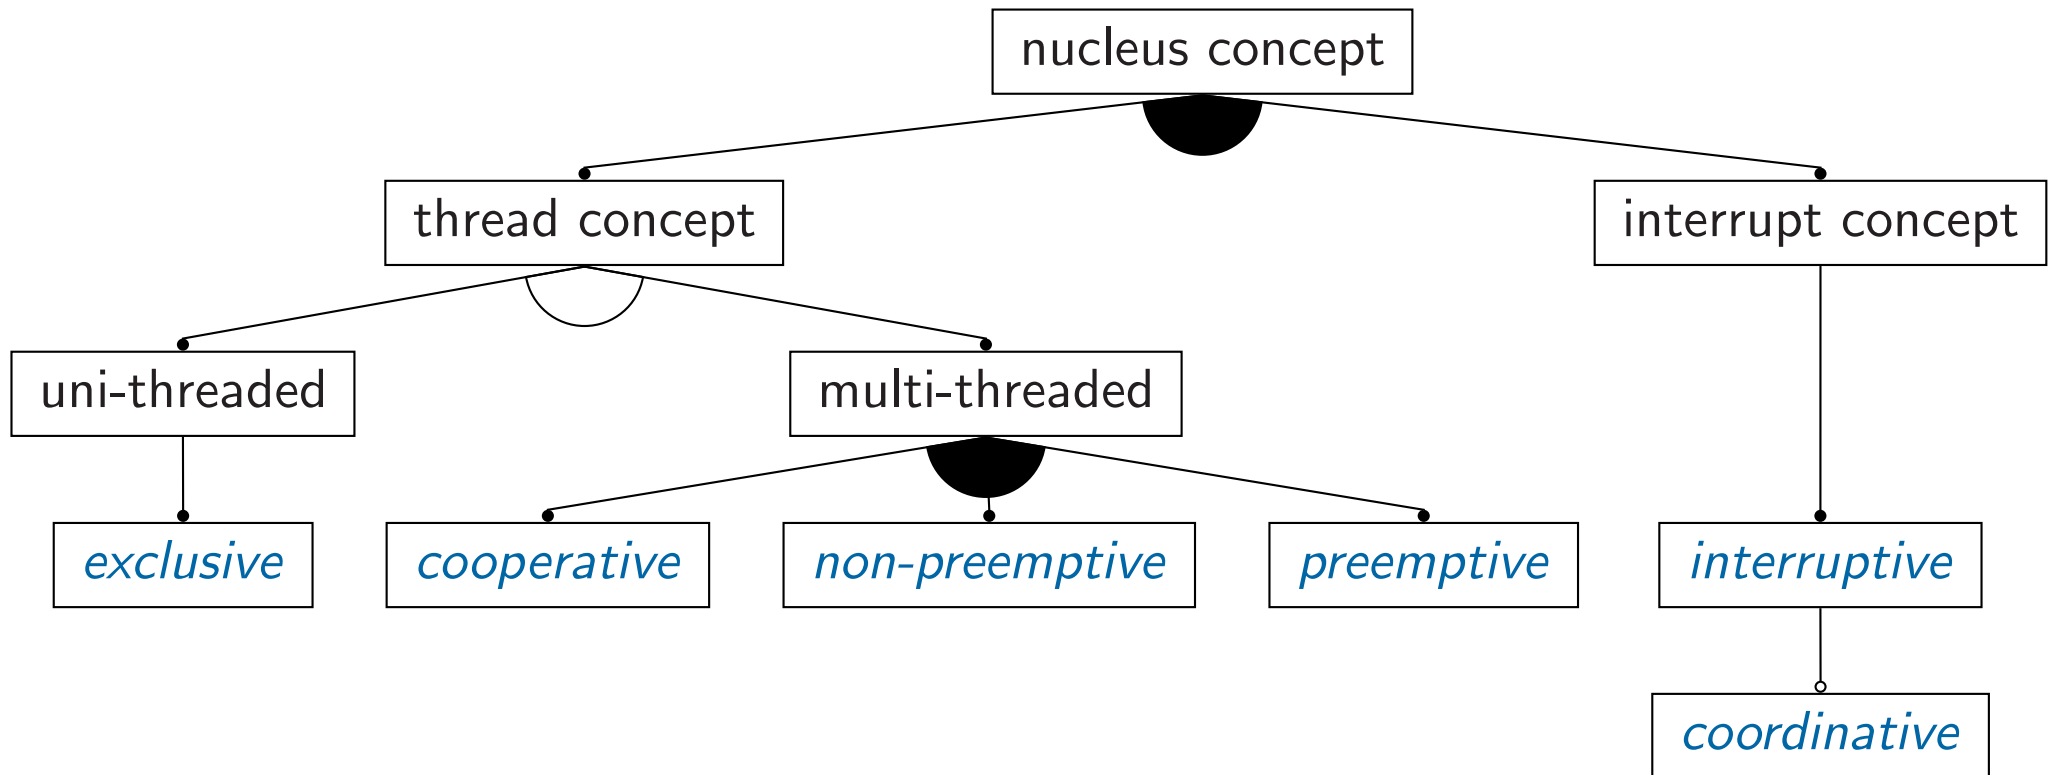 nucleus concept
thread concept
interrupt concept
uni-threaded
multi-threaded
exclusive
cooperative
non-preemptive
preemptive
interruptive
coordinative